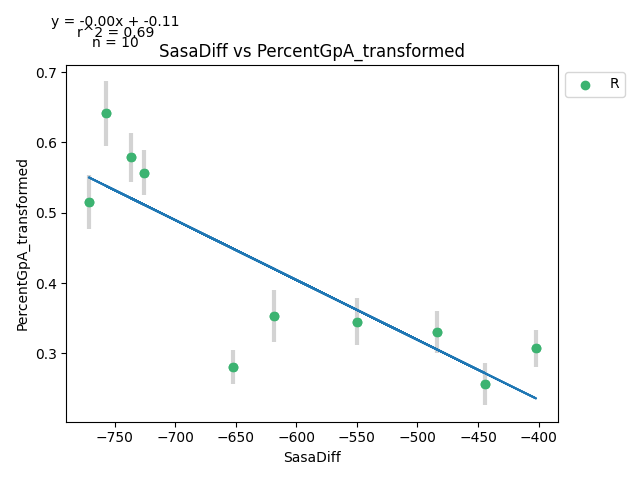 y = -0.00x + -0.11
r^2 = 0.69
n = 10
SasaDiff vs PercentGpA_transformed
R
0.7
0.6
0.5
0.4
0.3
PercentGpA_transformed
−750
−700
−650
−600
−550
−500
−450
−400
SasaDiff